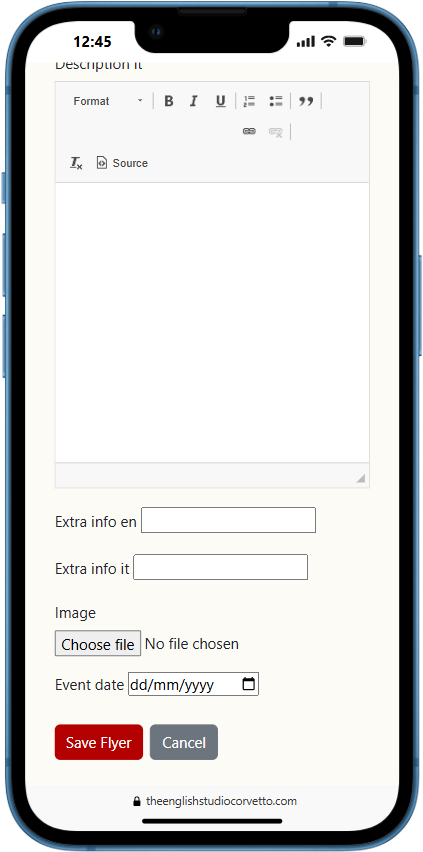 12:45
Description it
Format B I U
Tx Source
Extra info en
Extra info it
Image
Choose file No file chosen
Event date dd/mm/yyyy
Save Flyer Cancel
theenglishstudiocorvetto.com